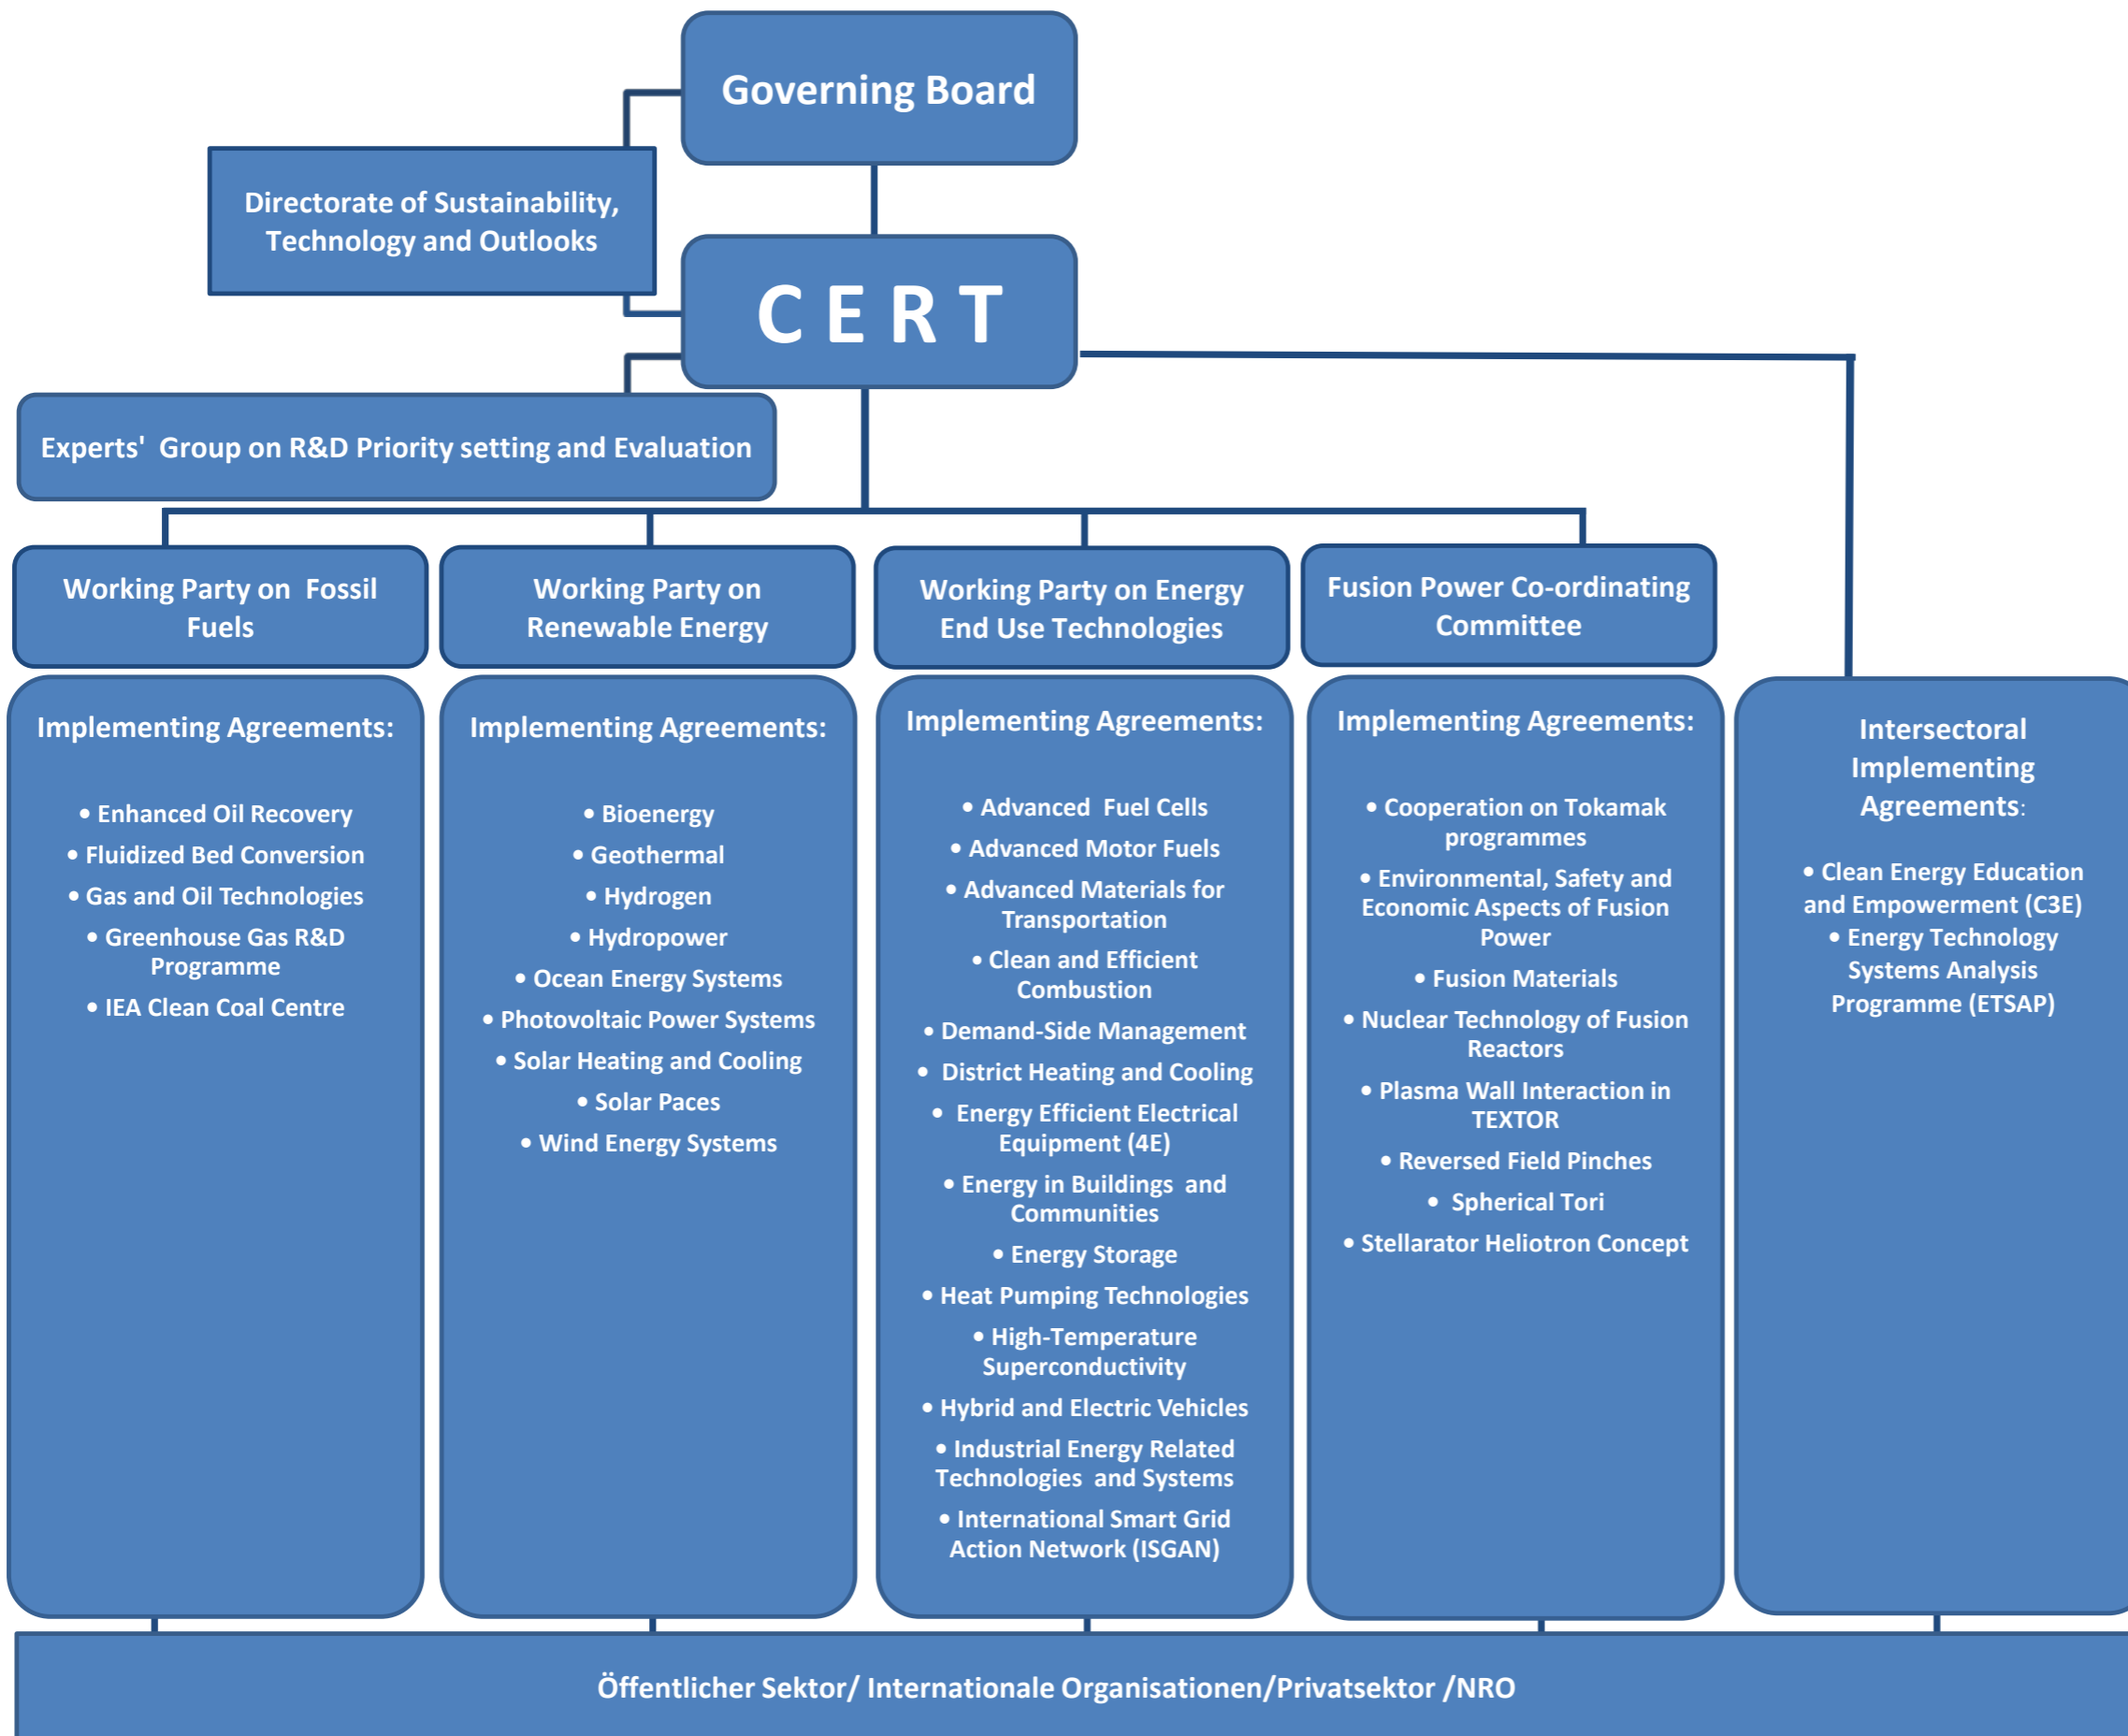 Governing Board
Directorate of Sustainability,
Technology and Outlooks
C E R T
Experts' Group on R&D Priority setting and Evaluation
Working Party on Fossil
Fuels
Working Party on
Renewable Energy
Working Party on Energy
End Use Technologies
Fusion Power Co-ordinating
Committee
Implementing Agreements:
• Enhanced Oil Recovery
• Fluidized Bed Conversion
• Gas and Oil Technologies
• Greenhouse Gas R&D
Programme
• IEA Clean Coal Centre
Implementing Agreements:
• Bioenergy
• Geothermal
• Hydrogen
• Hydropower
• Ocean Energy Systems
• Photovoltaic Power Systems
• Solar Heating and Cooling
• Solar Paces
• Wind Energy Systems
Implementing Agreements:
• Advanced Fuel Cells
• Advanced Motor Fuels
• Advanced Materials for
Transportation
• Clean and Efficient
Combustion
• Demand-Side Management
• District Heating and Cooling
• Energy Efficient Electrical
Equipment (4E)
• Energy in Buildings and
Communities
• Energy Storage
• Heat Pumping Technologies
• High-Temperature
Superconductivity
• Hybrid and Electric Vehicles
• Industrial Energy Related
Technologies and Systems
• International Smart Grid
Action Network (ISGAN)
Implementing Agreements:
• Cooperation on Tokamak
programmes
• Environmental, Safety and
Economic Aspects of Fusion
Power
• Fusion Materials
• Nuclear Technology of Fusion
Reactors
• Plasma Wall Interaction in
TEXTOR
• Reversed Field Pinches
• Spherical Tori
• Stellarator Heliotron Concept
Intersectoral
Implementing
Agreements:
• Clean Energy Education
and Empowerment (C3E)
• Energy Technology
Systems Analysis
Programme (ETSAP)
Öffentlicher Sektor/ Internationale Organisationen/Privatsektor /NRO